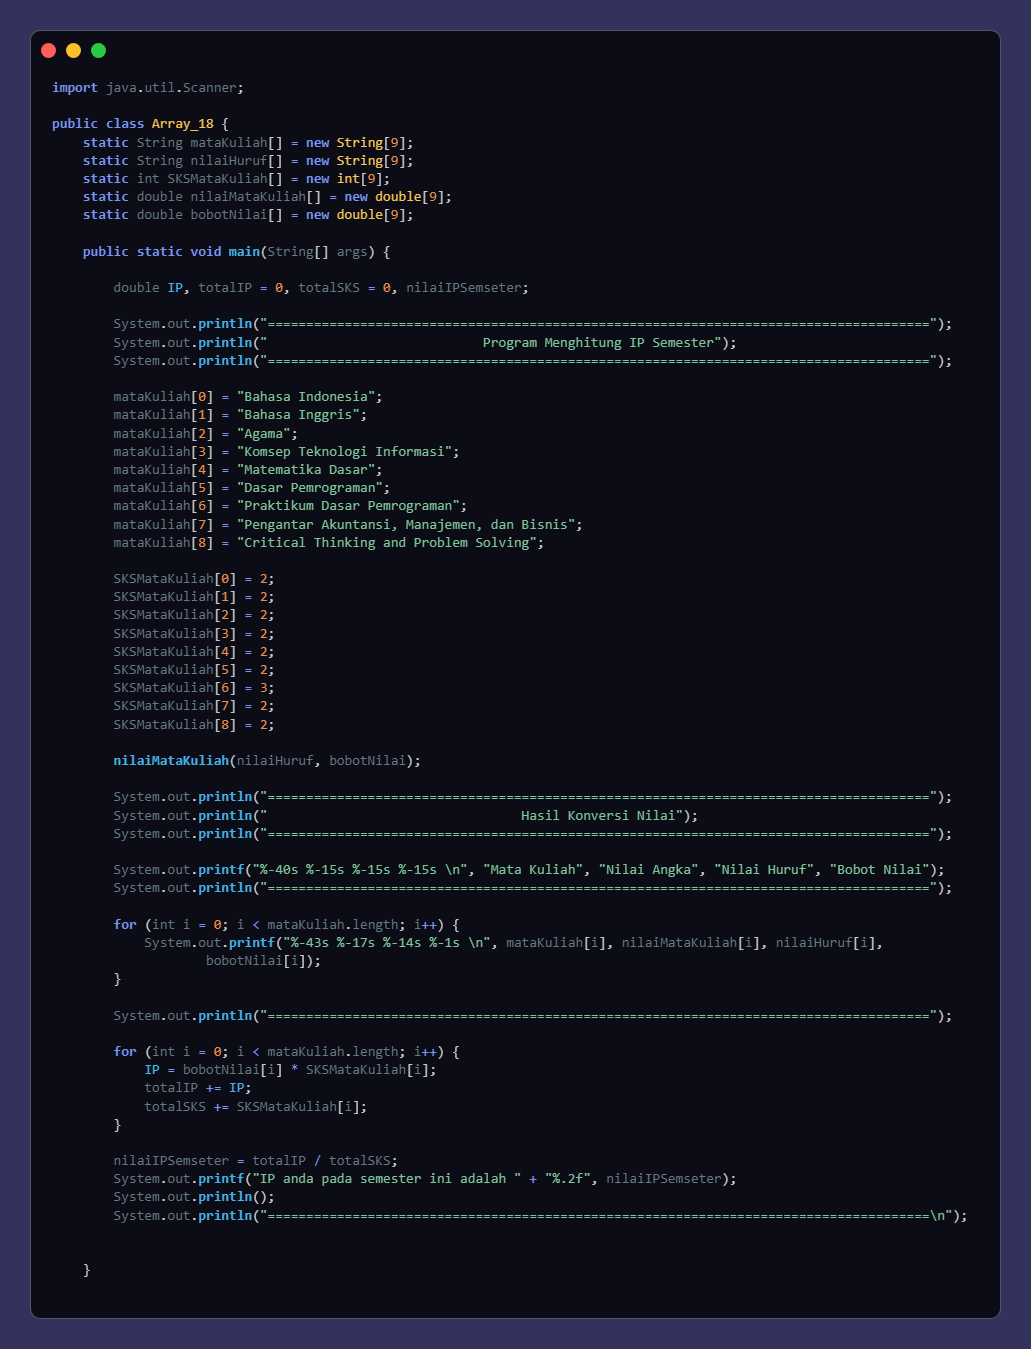 import java.util.Scanner;
public class Array_18 {
static String mataKuliah[] = new String[9];
static String nilaiHuruf[] = new String[9];
static int SKSMataKuliah[] = new int[9];
static double nilaiMataKuliah[] = new double[9];
static double bobotNilai[] = new double[9];
public static void main(String[] args) {
double IP, totalIP = 0, totalSKS = 0, nilaiIPSemseter;
System.out.println("======================================================================================");
System.out.println("                            Program Menghitung IP Semester");
System.out.println("======================================================================================");
mataKuliah[0] = "Bahasa Indonesia";
mataKuliah[1] = "Bahasa Inggris";
mataKuliah[2] = "Agama";
mataKuliah[3] = "Komsep Teknologi Informasi";
mataKuliah[4] = "Matematika Dasar";
mataKuliah[5] = "Dasar Pemrograman";
mataKuliah[6] = "Praktikum Dasar Pemrograman";
mataKuliah[7] = "Pengantar Akuntansi, Manajemen, dan Bisnis";
mataKuliah[8] = "Critical Thinking and Problem Solving";
SKSMataKuliah[0] = 2;
SKSMataKuliah[1] = 2;
SKSMataKuliah[2] = 2;
SKSMataKuliah[3] = 2;
SKSMataKuliah[4] = 2;
SKSMataKuliah[5] = 2;
SKSMataKuliah[6] = 3;
SKSMataKuliah[7] = 2;
SKSMataKuliah[8] = 2;
nilaiMataKuliah(nilaiHuruf, bobotNilai);
System.out.println("======================================================================================");
System.out.println("                                 Hasil Konversi Nilai");
System.out.println("======================================================================================");
System.out.printf("%-40s %-15s %-15s %-15s \n", "Mata Kuliah", "Nilai Angka", "Nilai Huruf", "Bobot Nilai");
System.out.println("======================================================================================");
for (int i = 0; i < mataKuliah.length; i++) {
System.out.printf("%-43s %-17s %-14s %-1s \n", mataKuliah[i], nilaiMataKuliah[i], nilaiHuruf[i],
bobotNilai[i]);
}
System.out.println("======================================================================================");
for (int i = 0; i < mataKuliah.length; i++) {
IP = bobotNilai[i] * SKSMataKuliah[i];
totalIP += IP;
totalSKS += SKSMataKuliah[i];
}
nilaiIPSemseter = totalIP / totalSKS;
System.out.printf("IP anda pada semester ini adalah " + "%.2f", nilaiIPSemseter);
System.out.println();
System.out.println("======================================================================================\n");
}